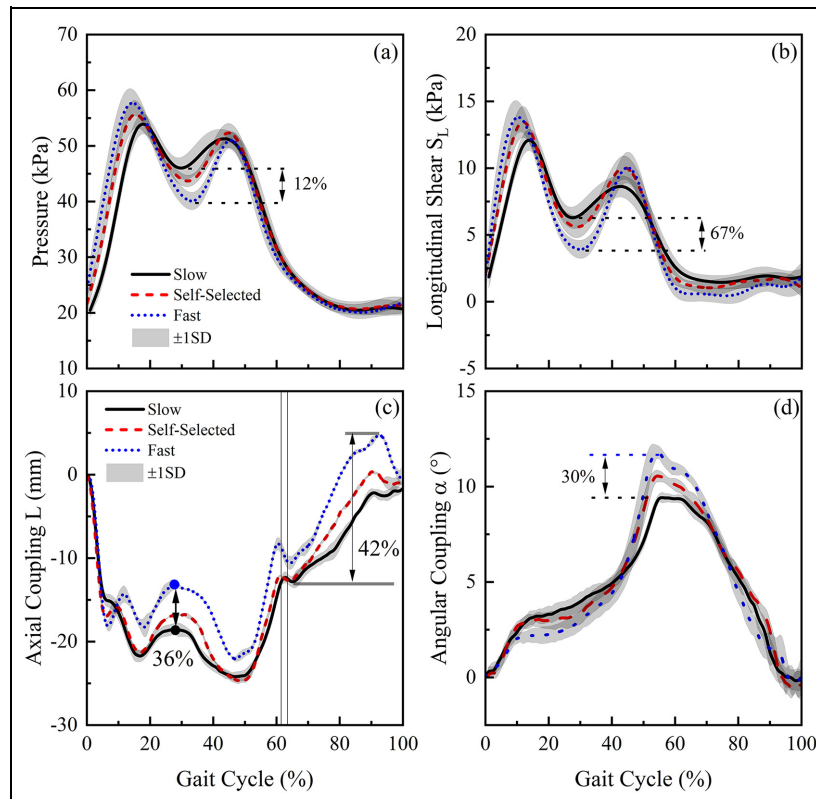 (a)
70
60
50
40
30
20
10
Pressure (kPa)
12%
Slow
Self-Selected
Fast
±1SD
(b)
20
15
10
5
0
-5
Longitudinal Shear S_L (kPa)
67%
(c)
10
0
-10
-20
-30
Axial Coupling L (mm)
Slow
Self-Selected
Fast
±1SD
42%
36%
0 20 40 60 80 100
Gait Cycle (%)
(d)
15
10
5
0
Angular Coupling α (°)
30%
0 20 40 60 80 100
Gait Cycle (%)